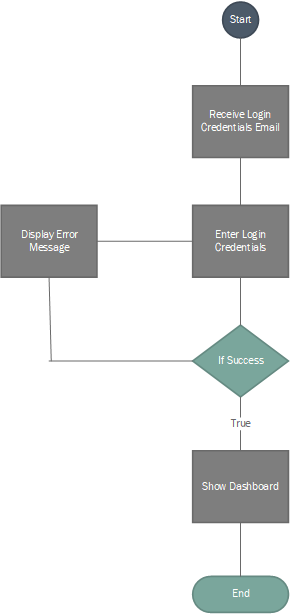 Start
Receive Login
Credentials Email
Display Error
Message
Enter Login
Credentials
If Success
True
Show Dashboard
End